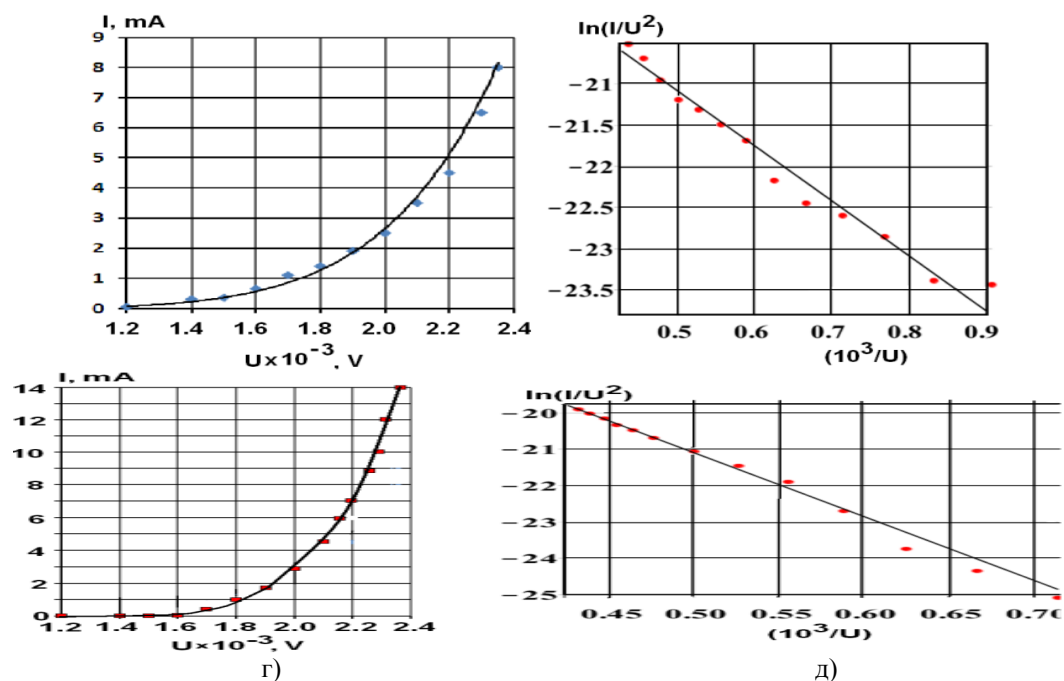 I, mA
9
8
7
6
5
4
3
2
1
0
1.2 1.4 1.6 1.8 2.0 2.2 2.4
U×10⁻³, V
ln(I/U²)
−21
−21.5
−22
−22.5
−23
−23.5
0.5 0.6 0.7 0.8 0.9
(10³/U)
I, mA
14
12
10
8
6
4
2
0
1.2 1.4 1.6 1.8 2.0 2.2 2.4
U×10⁻³, V
г)
ln(I/U²)
−20
−21
−22
−23
−24
−25
0.45 0.50 0.55 0.60 0.65 0.70
(10³/U)
д)